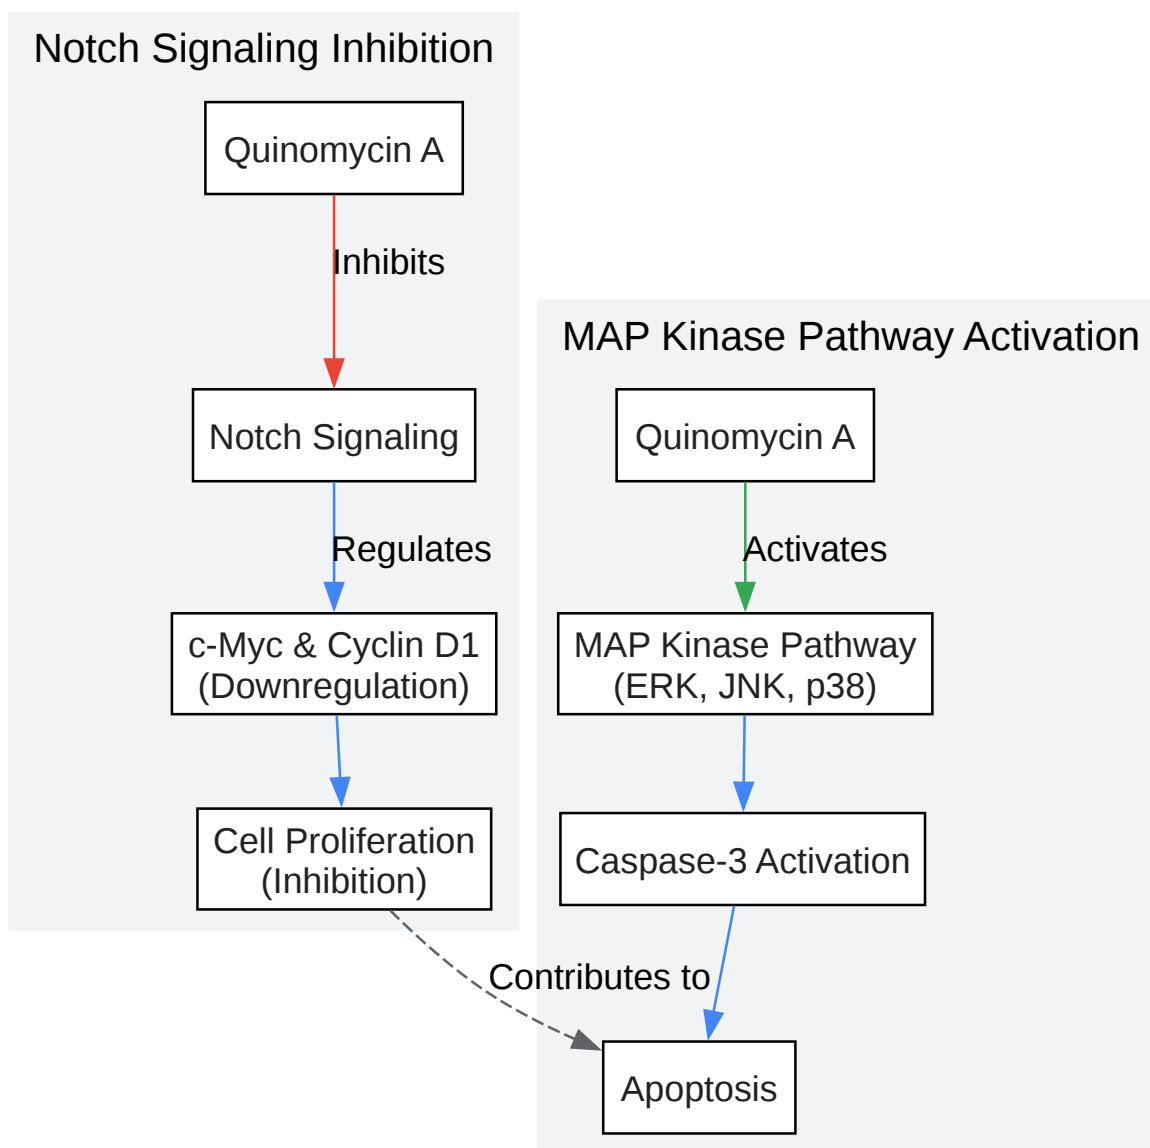 Notch Signaling Inhibition
Quinomycin A
Inhibits
Notch Signaling
Regulates
c-Myc & Cyclin D1
(Downregulation)
Cell Proliferation
(Inhibition)
Contributes to
MAP Kinase Pathway Activation
Quinomycin A
Activates
MAP Kinase Pathway
(ERK, JNK, p38)
Caspase-3 Activation
Apoptosis